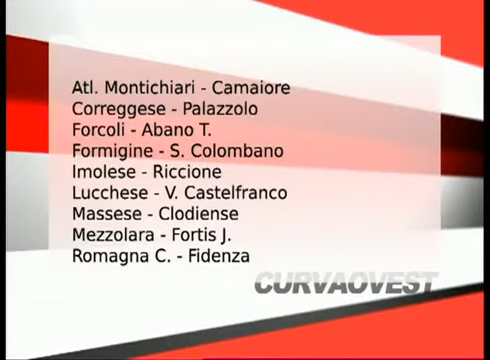 Atl. Montichiari - Camaiore
Correggese - Palazzolo
Forcoli - Abano T.
Formigine - S. Colombano
Imolese - Riccione
Lucchese - V. Castelfranco
Massese - Clodiense
Mezzolara - Fortis J.
Romagna C. - Fidenza
CURVAOVEST